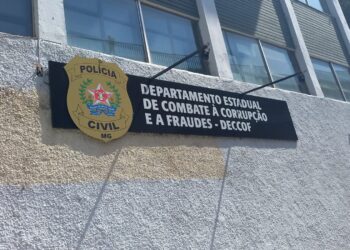 POLÍCIA
CIVIL
MG
DEPARTAMENTO ESTADUAL
DE COMBATE À CORRUPÇÃO
E A FRAUDES - DECCOF